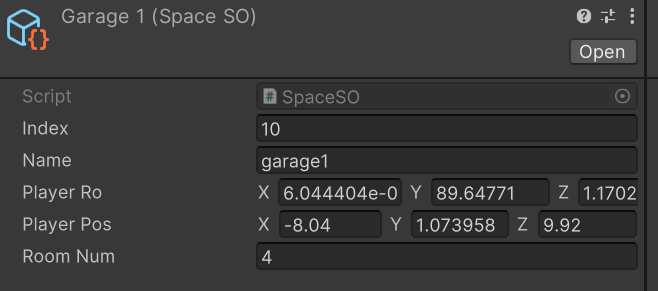 Garage 1 (Space SO)
Open
Script # SpaceSO
Index 10
Name garage1
Player Ro X 6.044404e-0 Y 89.64771 Z 1.1702
Player Pos X -8.04 Y 1.073958 Z 9.92
Room Num 4